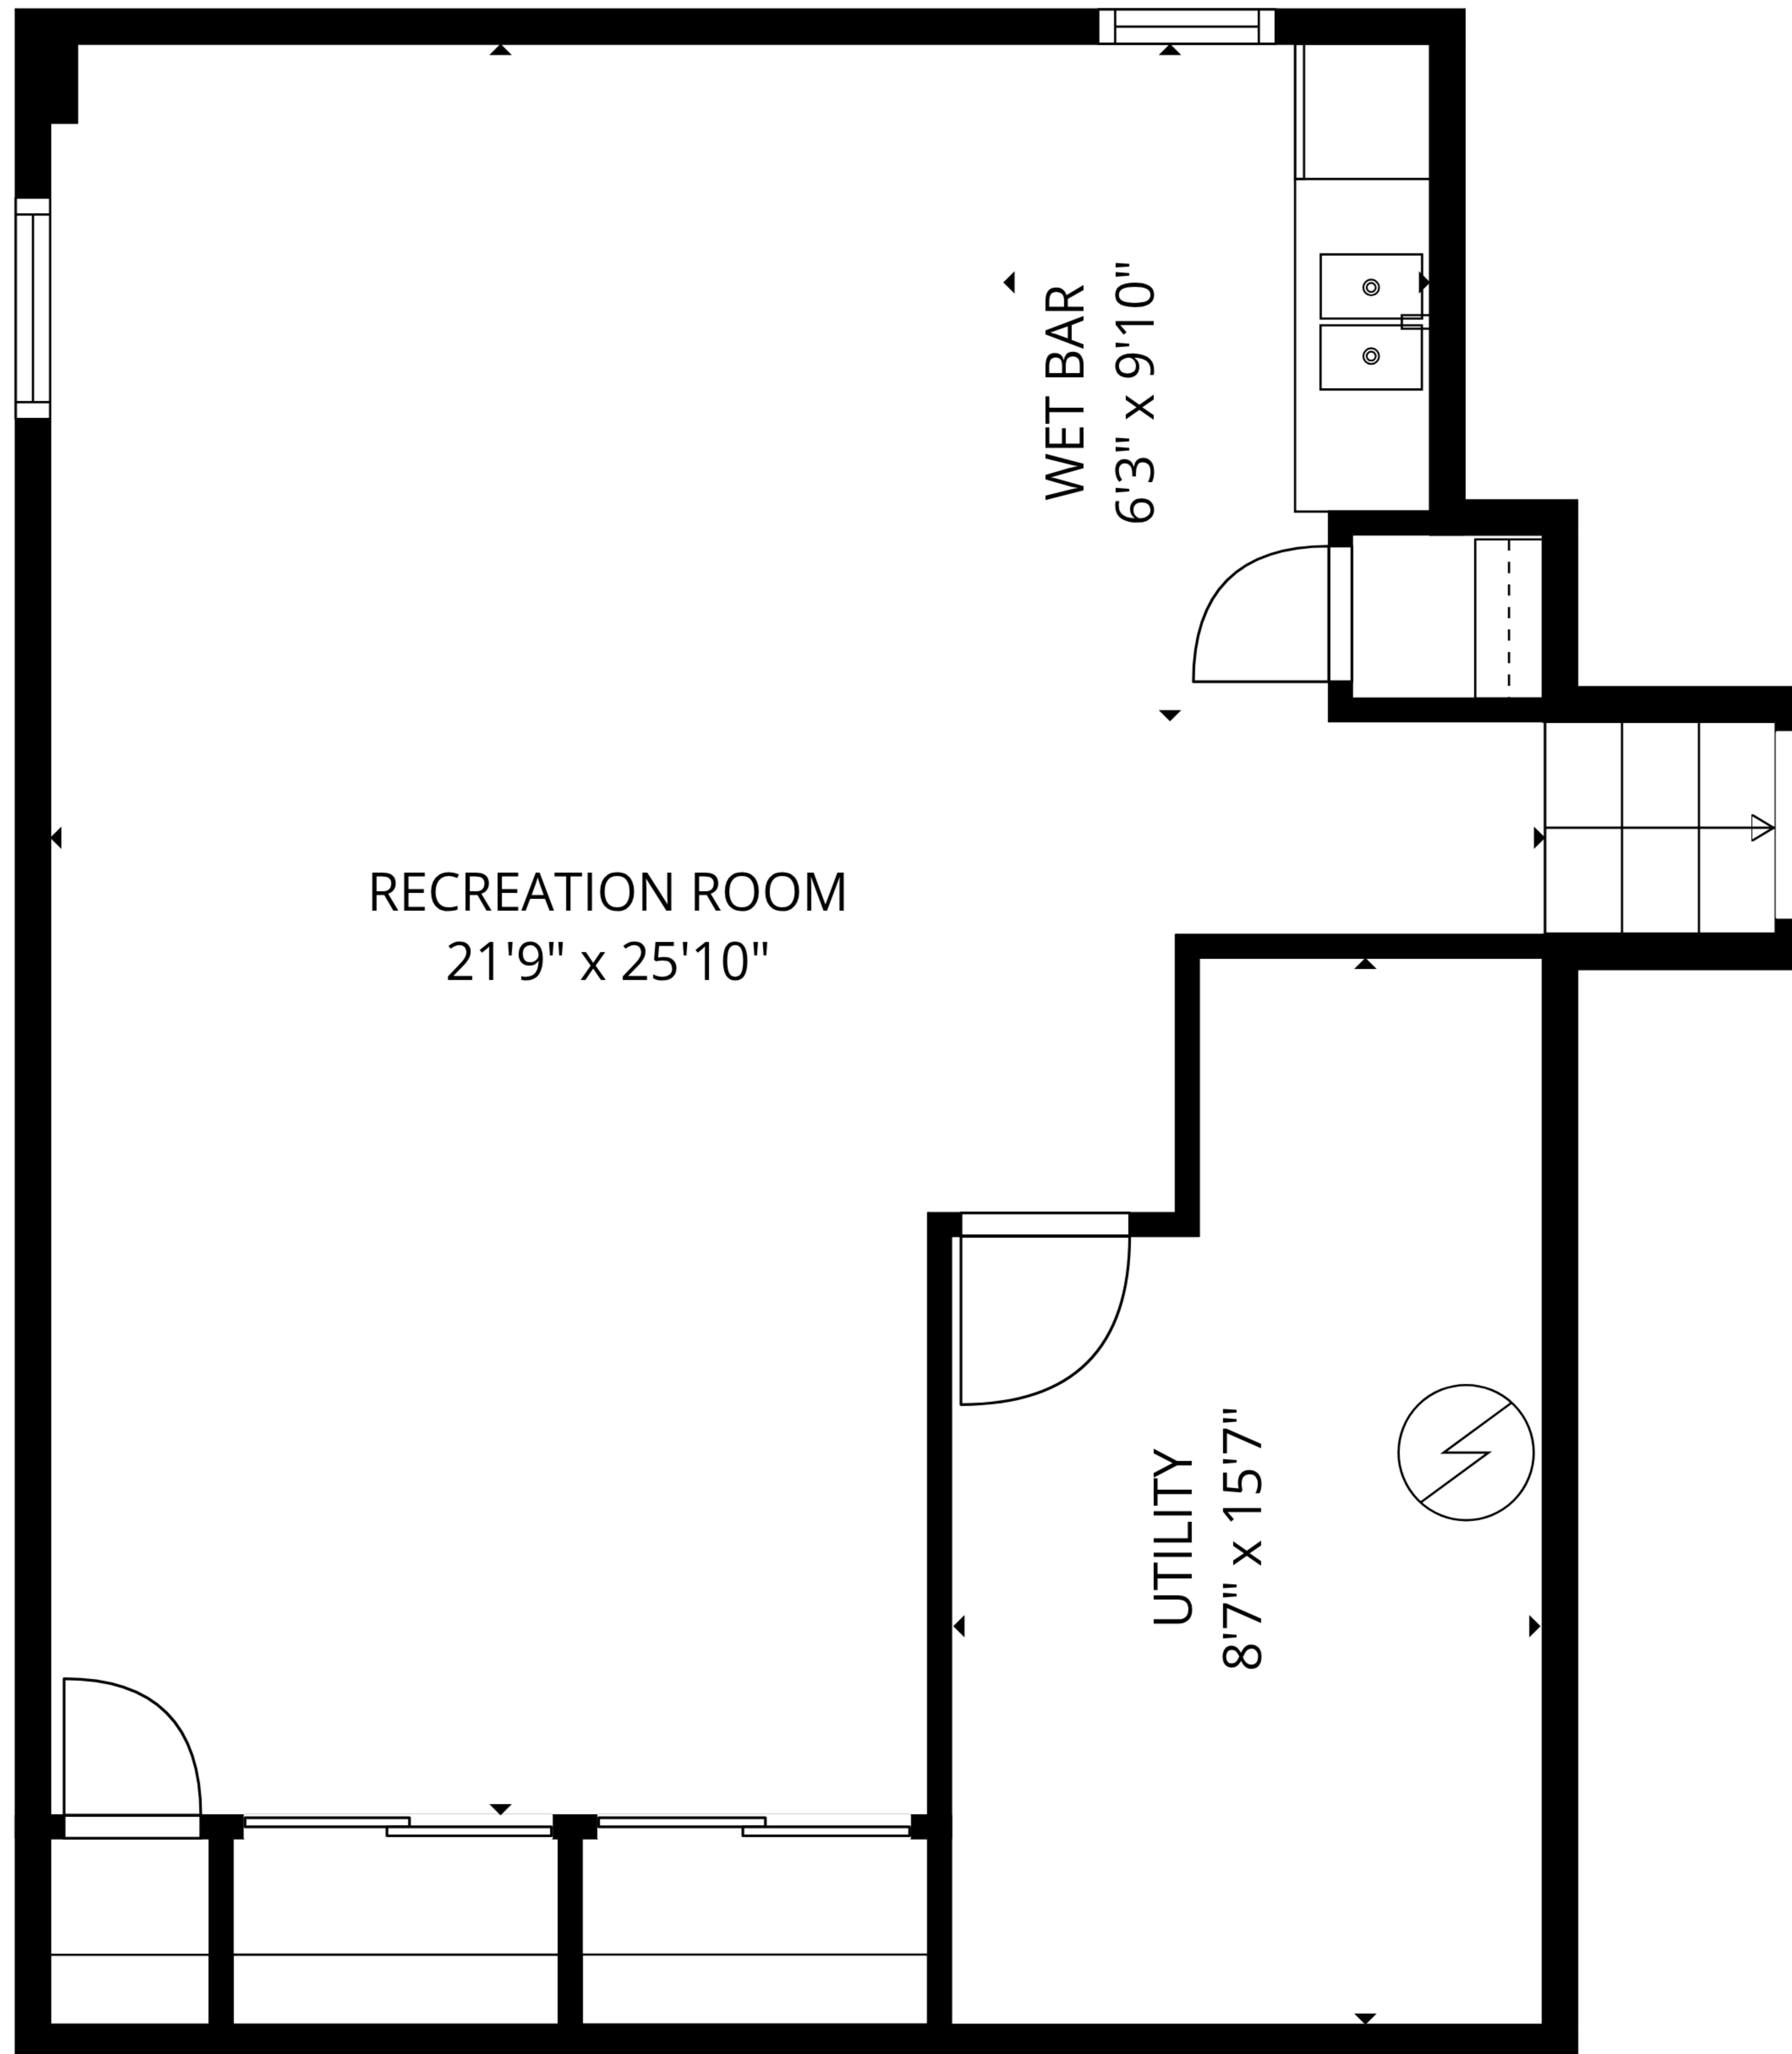 WET BAR
6'3" x 9'10"
RECREATION ROOM
21'9" x 25'10"
UTILITY
8'7" x 15'7"